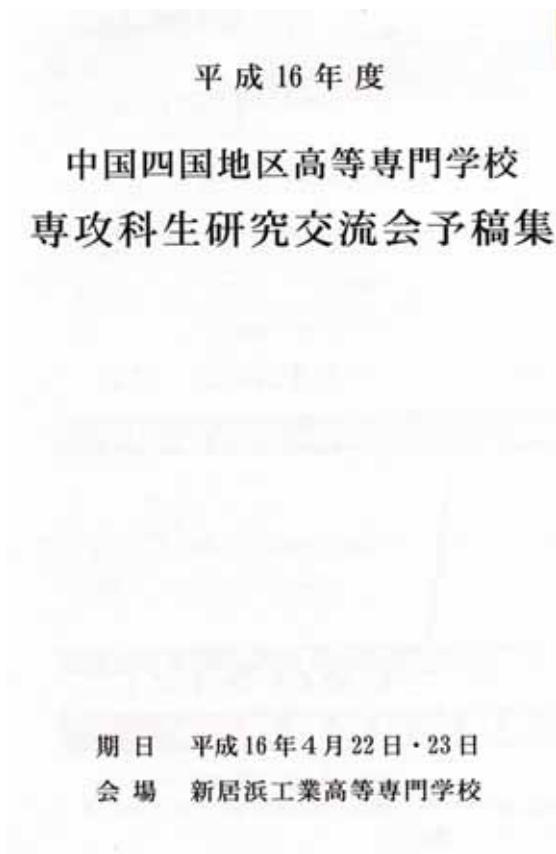 平成16年度
中国四国地区高等専門学校
専攻科生研究交流会予稿集
期日 平成16年4月22日・23日
会場 新居浜工業高等専門学校